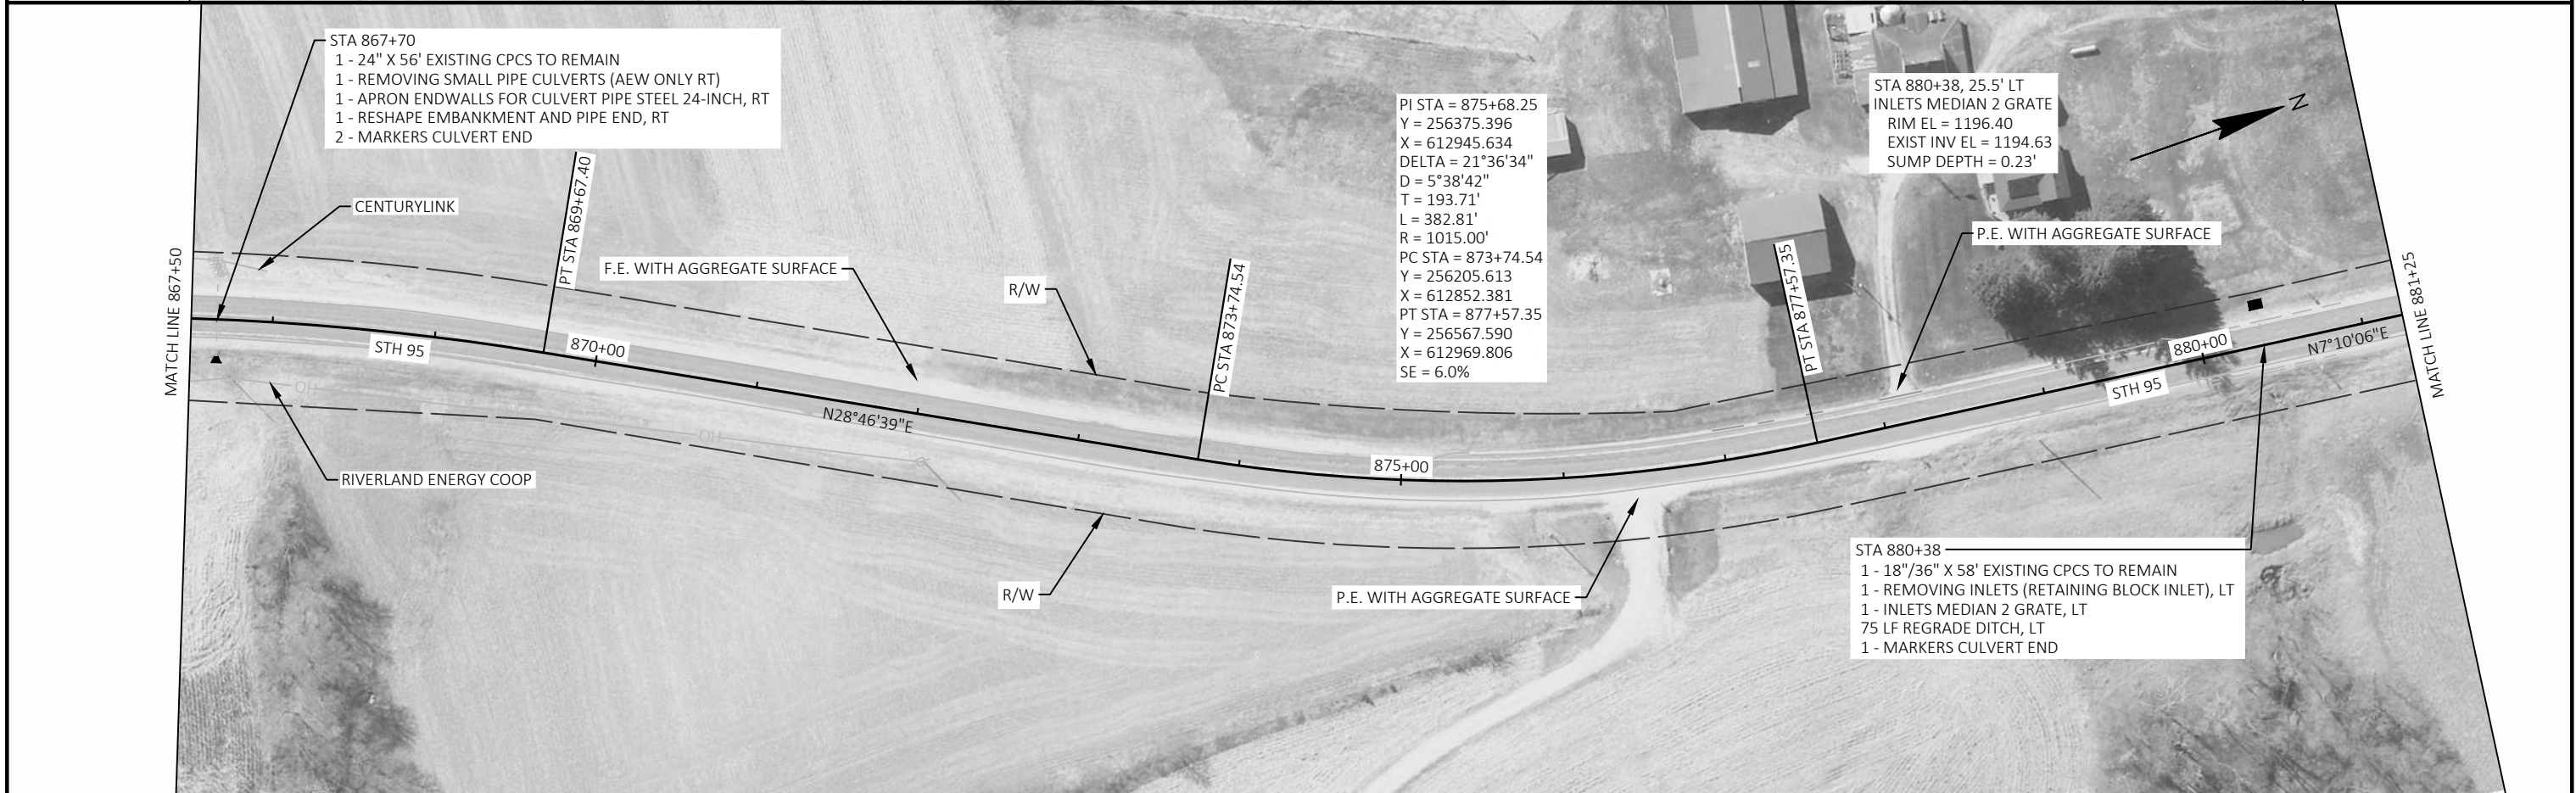 STA 867+70
1 - 24" X 56' EXISTING CPCS TO REMAIN
1 - REMOVING SMALL PIPE CULVERTS (AEW ONLY RT)
1 - APRON ENDWALLS FOR CULVERT PIPE STEEL 24-INCH, RT
1 - RESHAPE EMBANKMENT AND PIPE END, RT
2 - MARKERS CULVERT END
CENTURYLINK
MATCH LINE 867+50
PT STA 869+67.40
F.E. WITH AGGREGATE SURFACE
R/W
STH 95
870+00
OH
OH
N28°46'39"E
RIVERLAND ENERGY COOP
R/W
PC STA 873+74.54
PI STA = 875+68.25
Y = 256375.396
X = 612945.634
DELTA = 21°36'34"
D = 5°38'42"
T = 193.71'
L = 382.81'
R = 1015.00'
PC STA = 873+74.54
Y = 256205.613
X = 612852.381
PT STA = 877+57.35
Y = 256567.590
X = 612969.806
SE = 6.0%
875+00
P.E. WITH AGGREGATE SURFACE
PT STA 877+57.35
STA 880+38, 25.5' LT
INLETS MEDIAN 2 GRATE
RIM EL = 1196.40
EXIST INV EL = 1194.63
SUMP DEPTH = 0.23'
N
P.E. WITH AGGREGATE SURFACE
880+00
STH 95
N7°10'06"E
MATCH LINE 881+25
STA 880+38
1 - 18"/36" X 58' EXISTING CPCS TO REMAIN
1 - REMOVING INLETS (RETAINING BLOCK INLET), LT
1 - INLETS MEDIAN 2 GRATE, LT
75 LF REGRADE DITCH, LT
1 - MARKERS CULVERT END